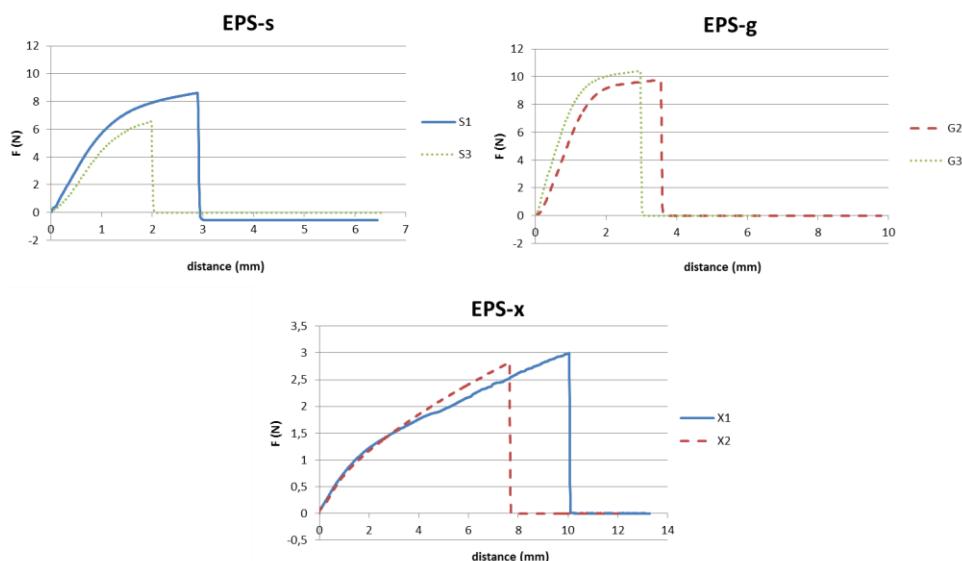 EPS-s
12
10
8
6
4
2
0
-2
0 1 2 3 4 5 6 7
F (N)
distance (mm)
S1
S3
EPS-g
12
10
8
6
4
2
0
-2
0 2 4 6 8 10
F (N)
distance (mm)
G2
G3
EPS-x
3,5
3
2,5
2
1,5
1
0,5
0
-0,5
0 2 4 6 8 10 12 14
F (N)
distance (mm)
X1
X2